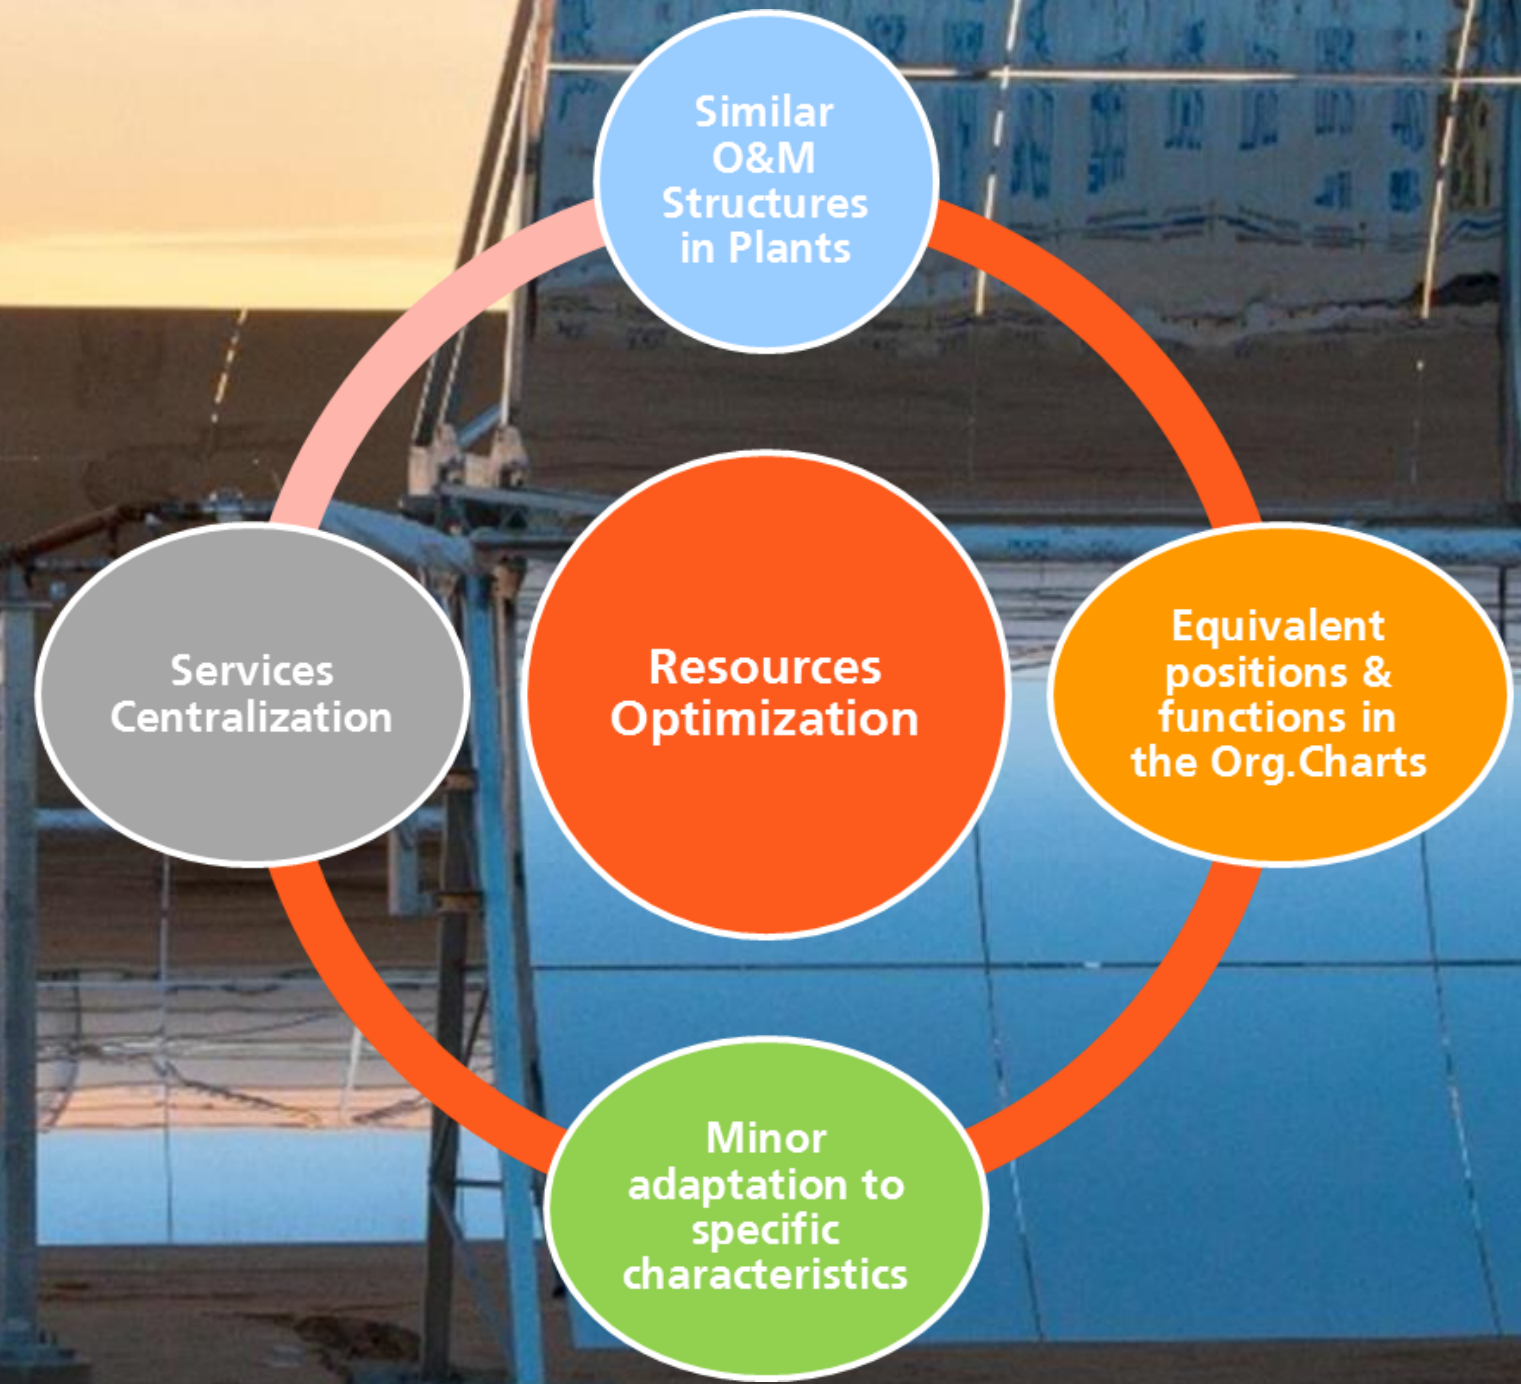 Similar
O&M
Structures
in Plants
Equivalent
positions &
functions in
the Org.Charts
Resources
Optimization
Services
Centralization
Minor
adaptation to
specific
characteristics